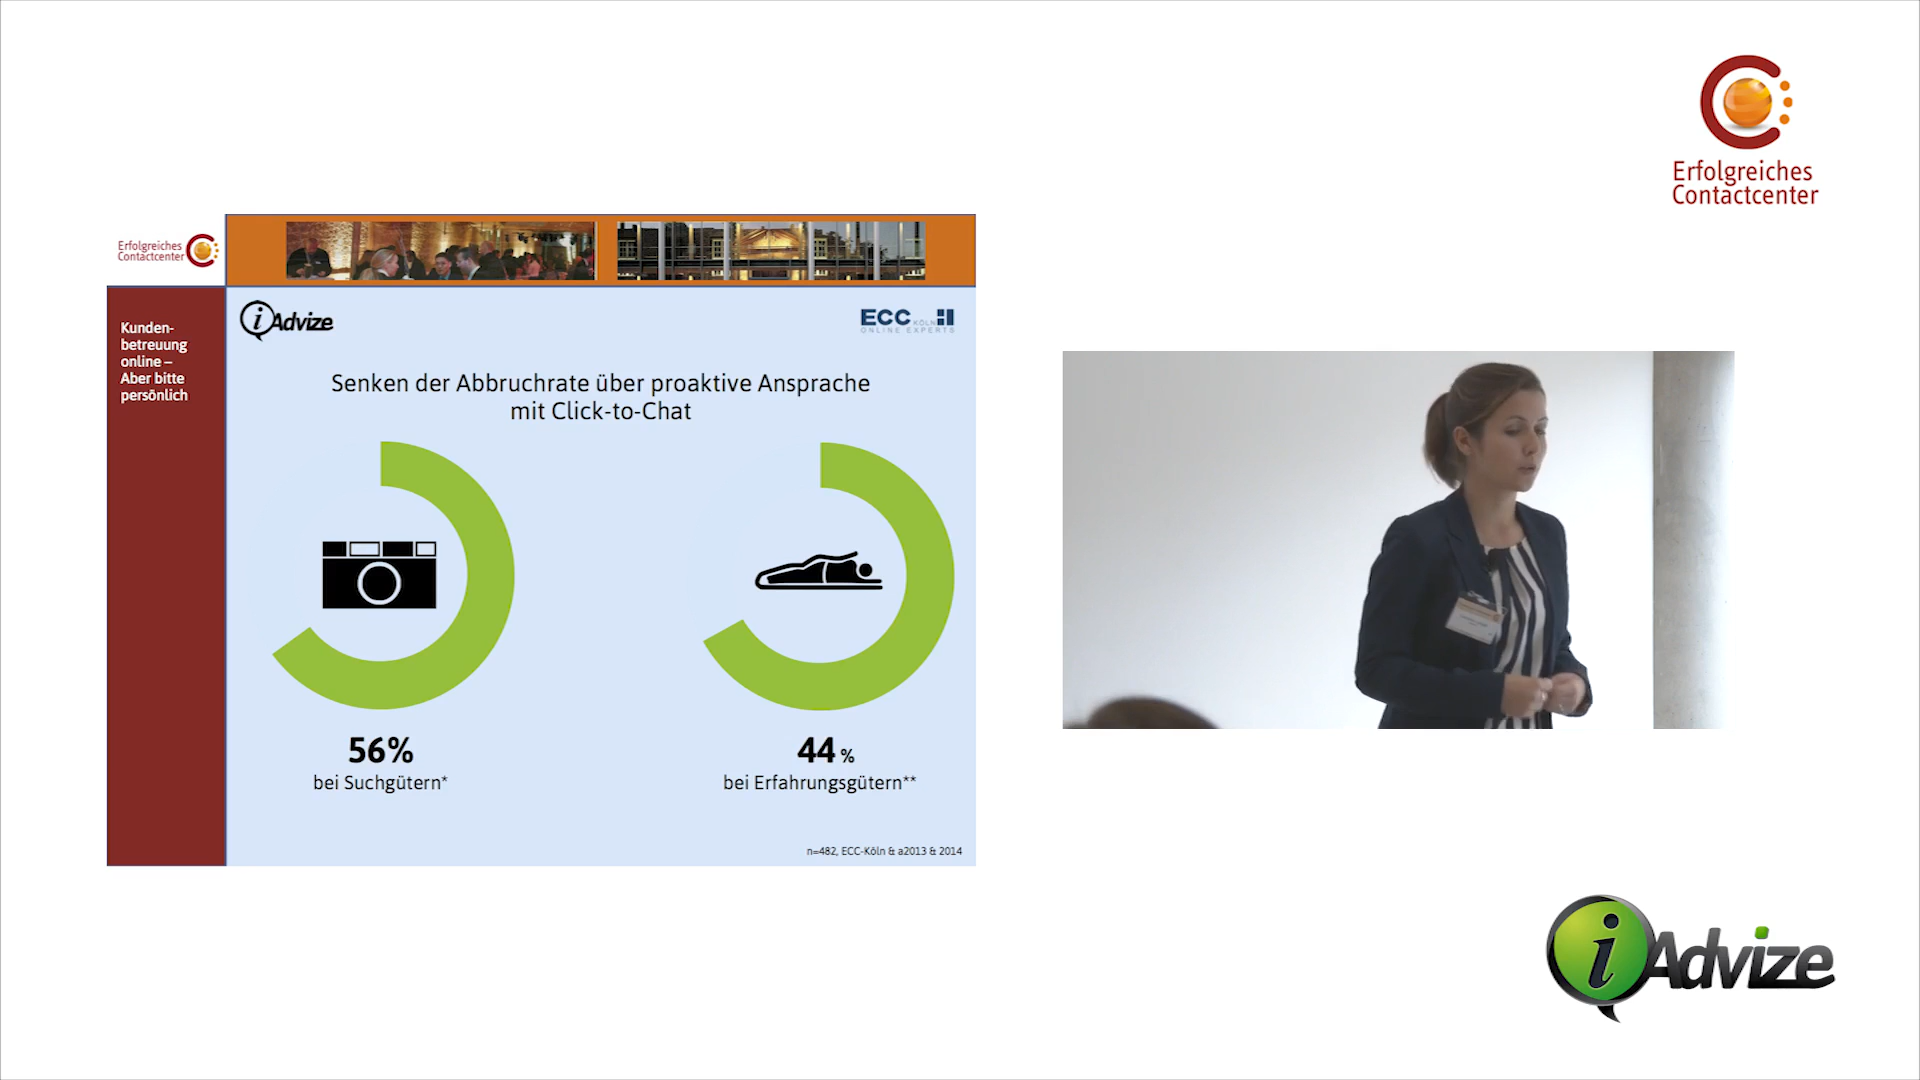 Erfolgreiches
Contactcenter
Erfolgreiches
Contactcenter
Kunden-
betreuung
online –
Aber bitte
persönlich
iAdvize
ECC KÖLN
ONLINE EXPERTS
Senken der Abbruchrate über proaktive Ansprache
mit Click-to-Chat
56%
bei Suchgütern*
44 %
bei Erfahrungsgütern**
n=482, ECC-Köln & a2013 & 2014
iAdvize